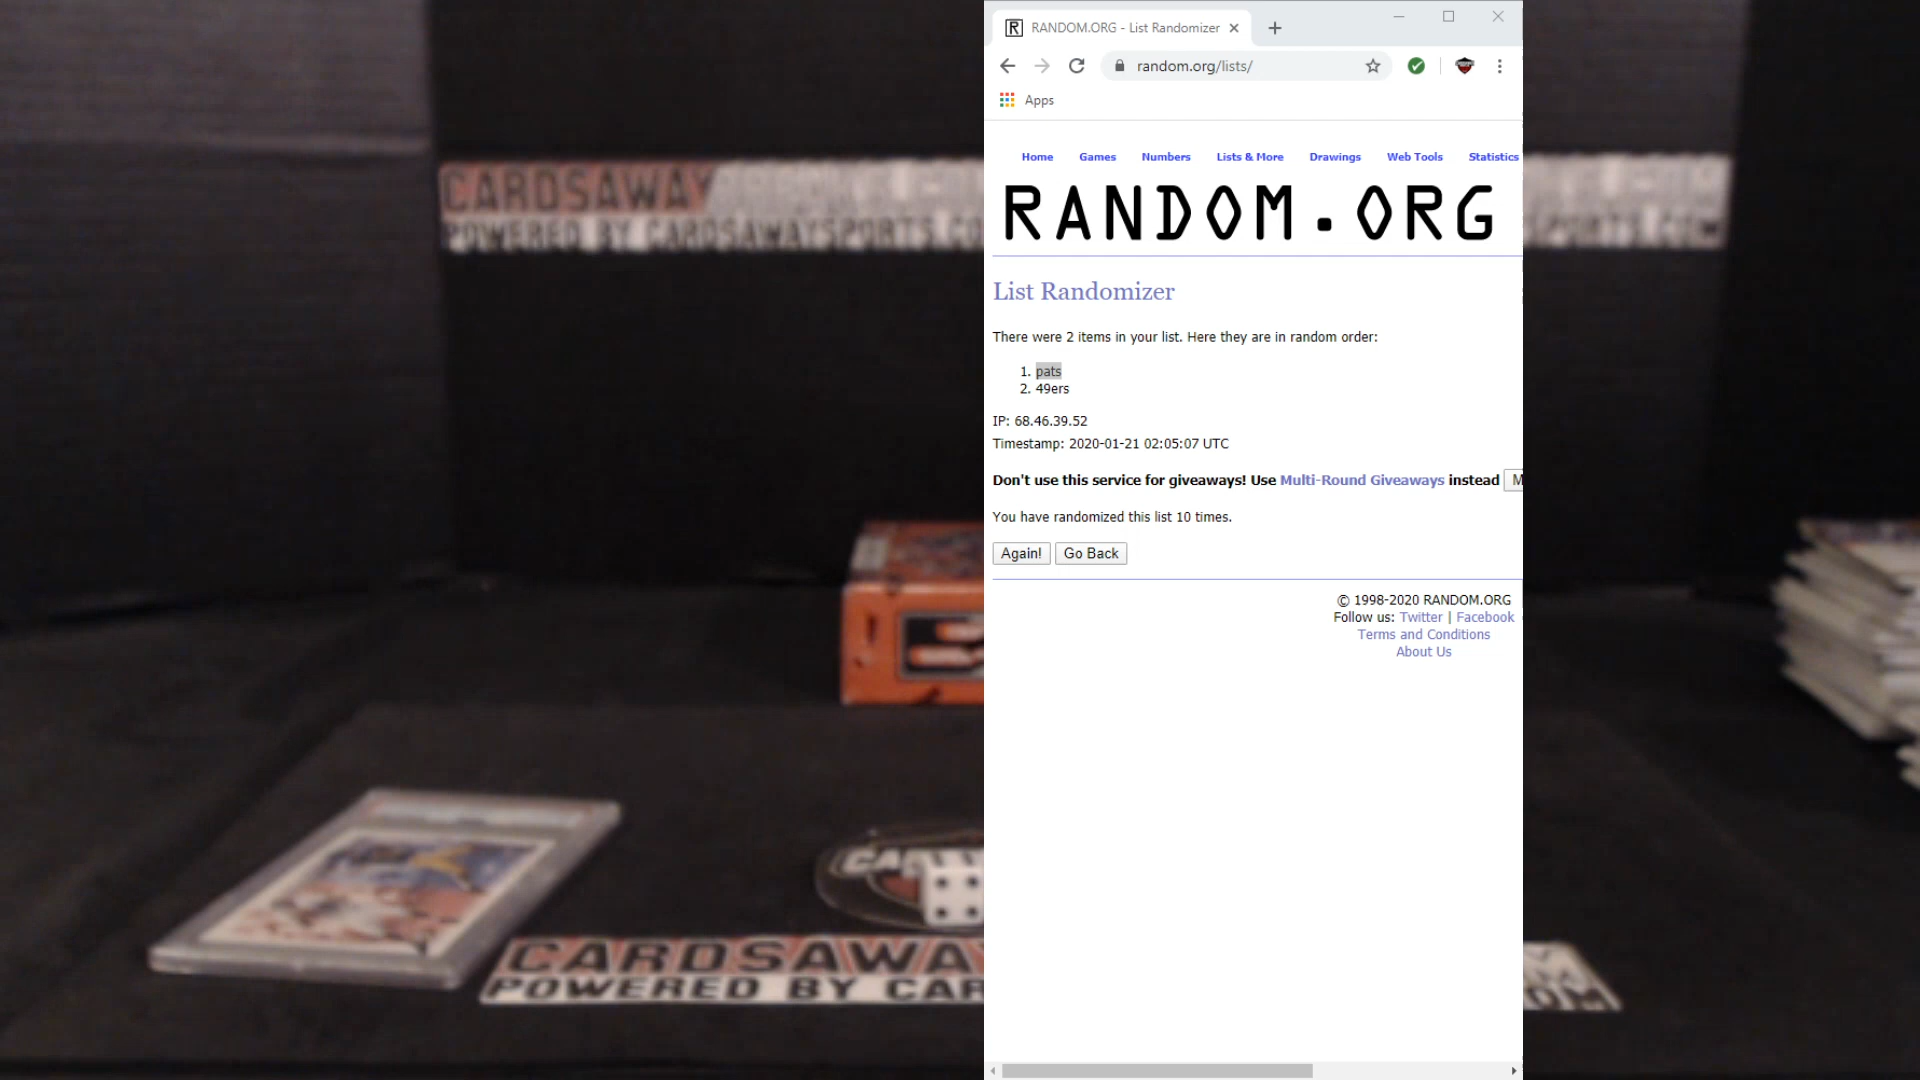 RANDOM.ORG - List Randomizer
random.org/lists/
Apps
Home Games Numbers Lists & More Drawings Web Tools Statistics
RANDOM.ORG
List Randomizer
There were 2 items in your list. Here they are in random order:
1. pats
2. 49ers
IP: 68.46.39.52
Timestamp: 2020-01-21 02:05:07 UTC
Don't use this service for giveaways! Use Multi-Round Giveaways instead M
You have randomized this list 10 times.
Again! Go Back
© 1998-2020 RANDOM.ORG
Follow us: Twitter | Facebook
Terms and Conditions
About Us
CARDSAWAY
POWERED BY CARDSAWAYSPORTS.CO
CARDSAWAY
POWERED BY CAR